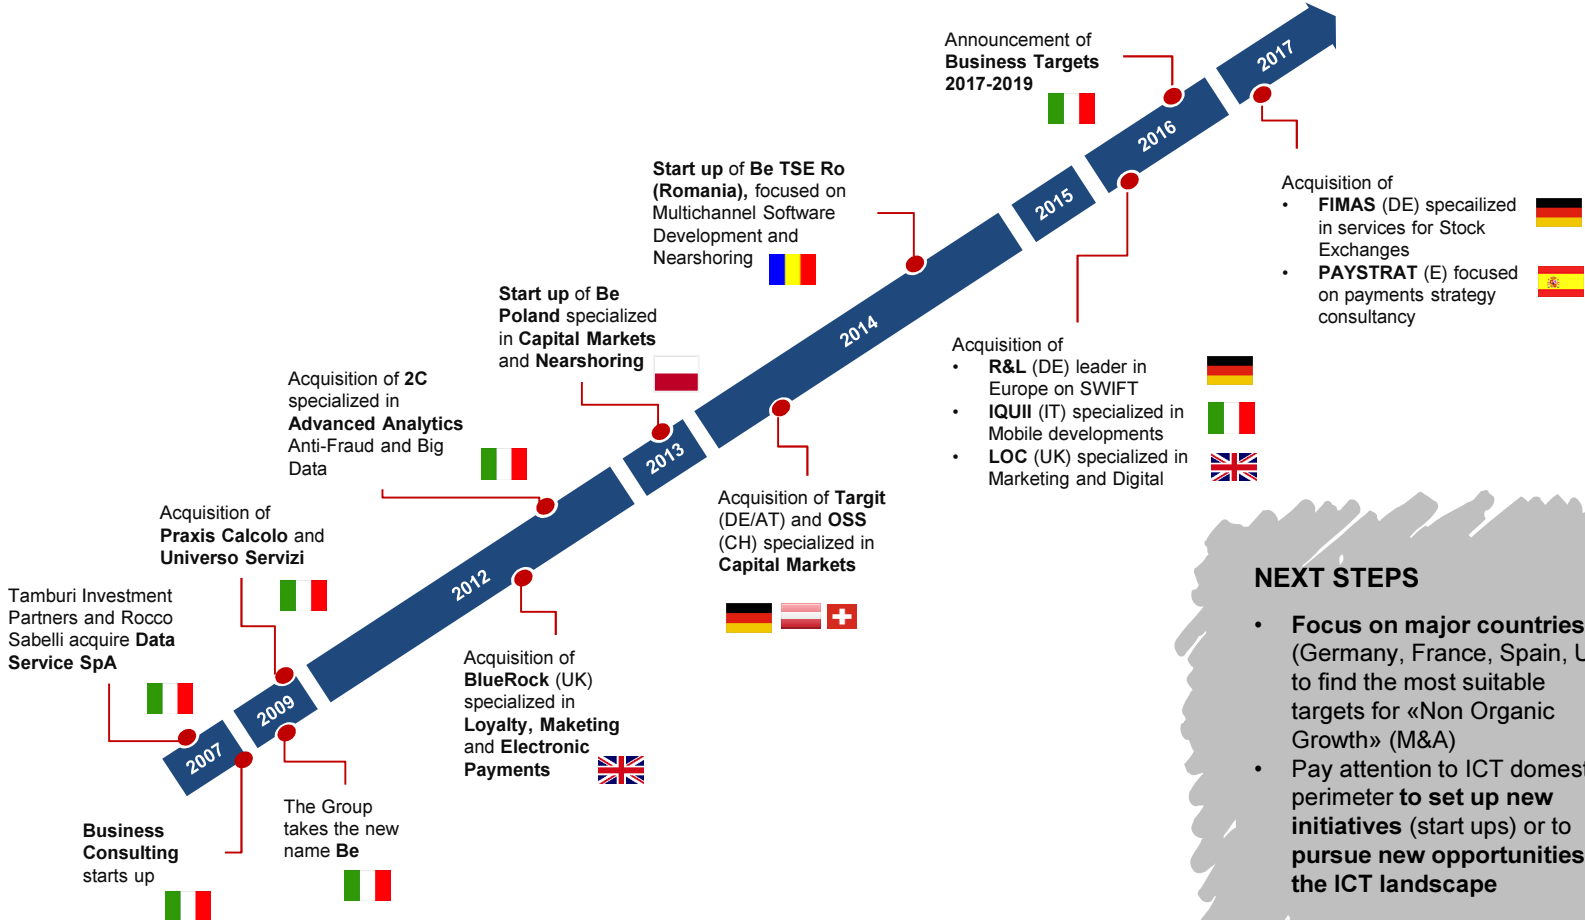 Announcement of
Business Targets
2017-2019
2017
2016
2015
2014
2013
2012
2009
2007
Start up of Be TSE Ro
(Romania), focused on
Multichannel Software
Development and
Nearshoring
Start up of Be
Poland specialized
in Capital Markets
and Nearshoring
Acquisition of 2C
specialized in
Advanced Analytics
Anti-Fraud and Big
Data
Acquisition of
Praxis Calcolo and
Universo Servizi
Tamburi Investment
Partners and Rocco
Sabelli acquire Data
Service SpA
Business
Consulting
starts up
The Group
takes the new
name Be
Acquisition of
BlueRock (UK)
specialized in
Loyalty, Maketing
and Electronic
Payments
Acquisition of Targit
(DE/AT) and OSS
(CH) specialized in
Capital Markets
Acquisition of
• R&L (DE) leader in
Europe on SWIFT
• IQUII (IT) specialized in
Mobile developments
• LOC (UK) specialized in
Marketing and Digital
Acquisition of
• FIMAS (DE) specailized
in services for Stock
Exchanges
• PAYSTRAT (E) focused
on payments strategy
consultancy
NEXT STEPS
• Focus on major countries
(Germany, France, Spain,
to find the most suitable
targets for «Non Organic
Growth» (M&A)
• Pay attention to ICT
perimeter to set up new
initiatives (start ups) or to
pursue new opportunities
the ICT landscape